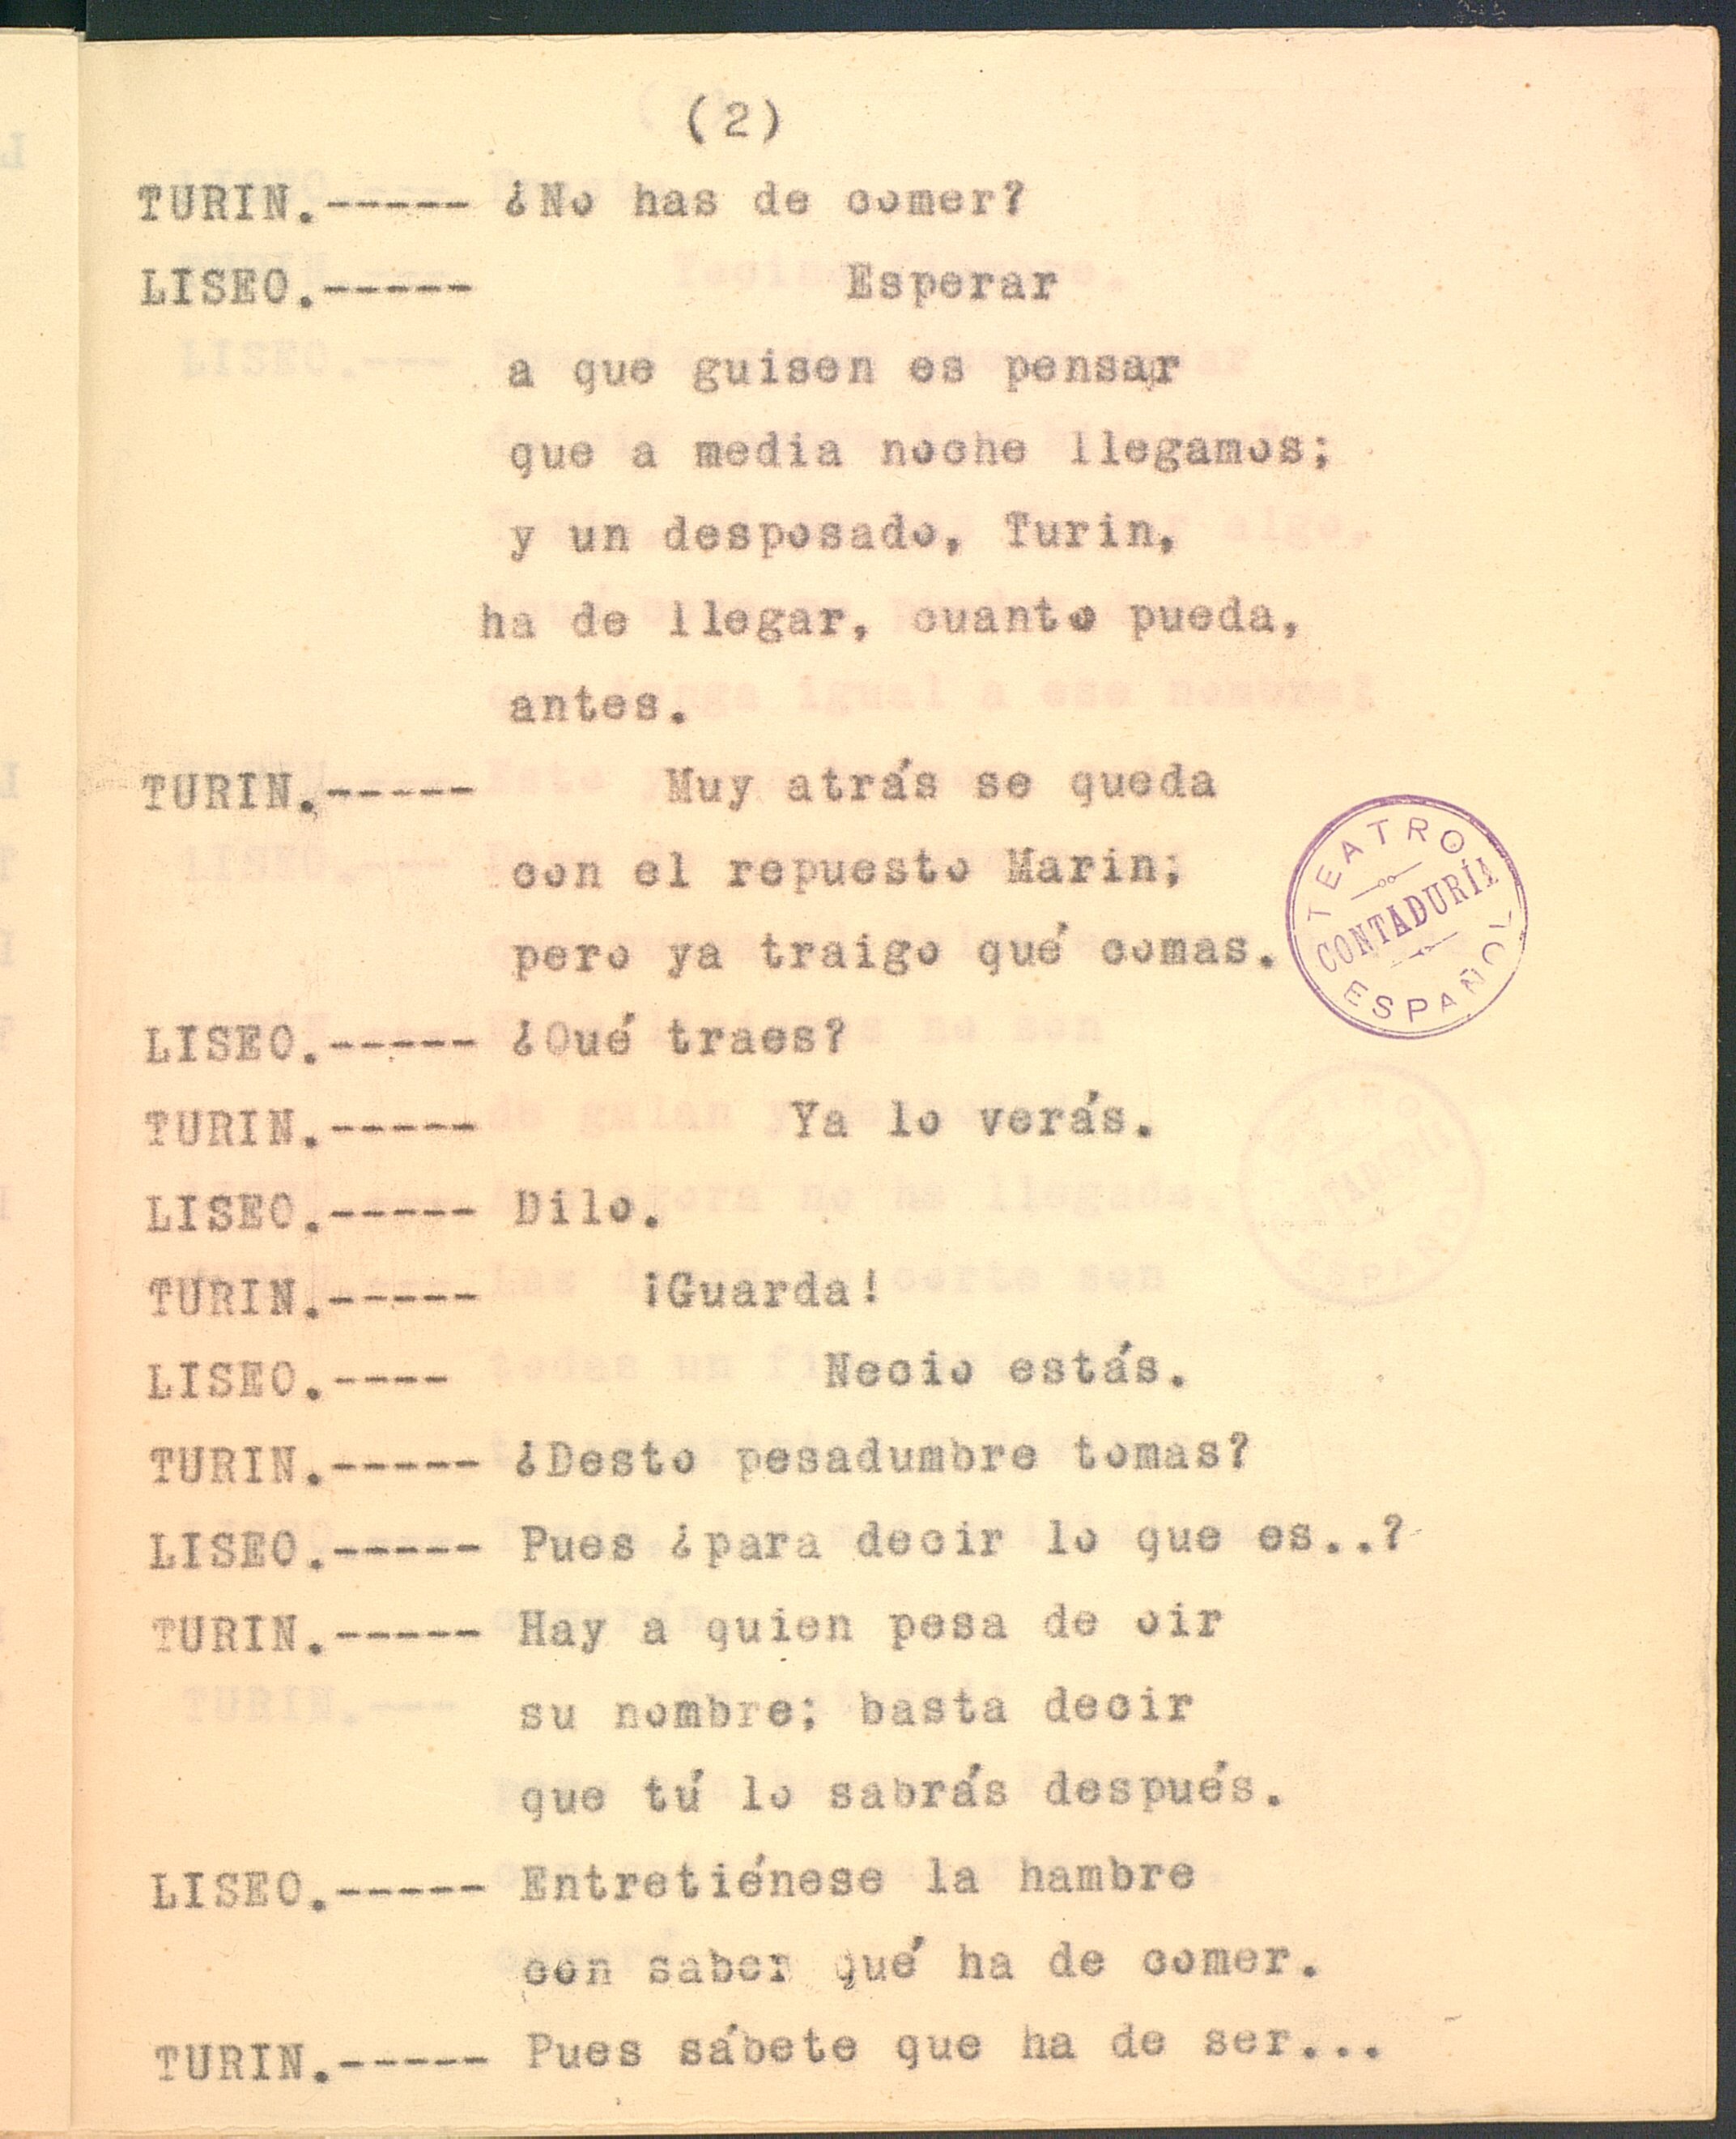 (2)
TURIN.----- ¿No has de comer?
LISEO.----- Esperar
a que guisen es pensar
que a media noche llegamos;
y un desposado, Turin,
ha de llegar, cuanto pueda,
antes.
TURIN.----- Muy atrás se queda
con el repuesto Marin;
pero ya traigo qué comas.
LISEO.----- ¿Qué traes?
TURIN.----- Ya lo verás.
LISEO.----- Dilo.
TURIN.----- ¡Guarda!
LISEO.---- Necio estás.
TURIN.----- ¿Desto pesadumbre tomas?
LISEO.----- Pues ¿para decir lo que es..?
TURIN.----- Hay a quien pesa de oir
su nombre; basta decir
que tú lo sabrás después.
LISEO.----- Entretiénese la hambre
con saber qué ha de comer.
TURIN.----- Pues sábete que ha de ser...
TEATRO
CONTADURÍA
ESPAÑOL